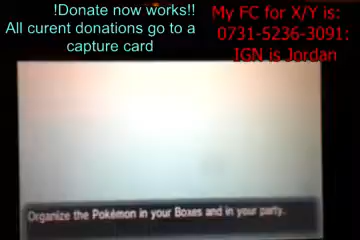 !Donate now works!!
All curent donations go to a
capture card
My FC for X/Y is:
0731-5236-3091:
IGN is Jordan
Organize the Pokémon in your Boxes and in your party.